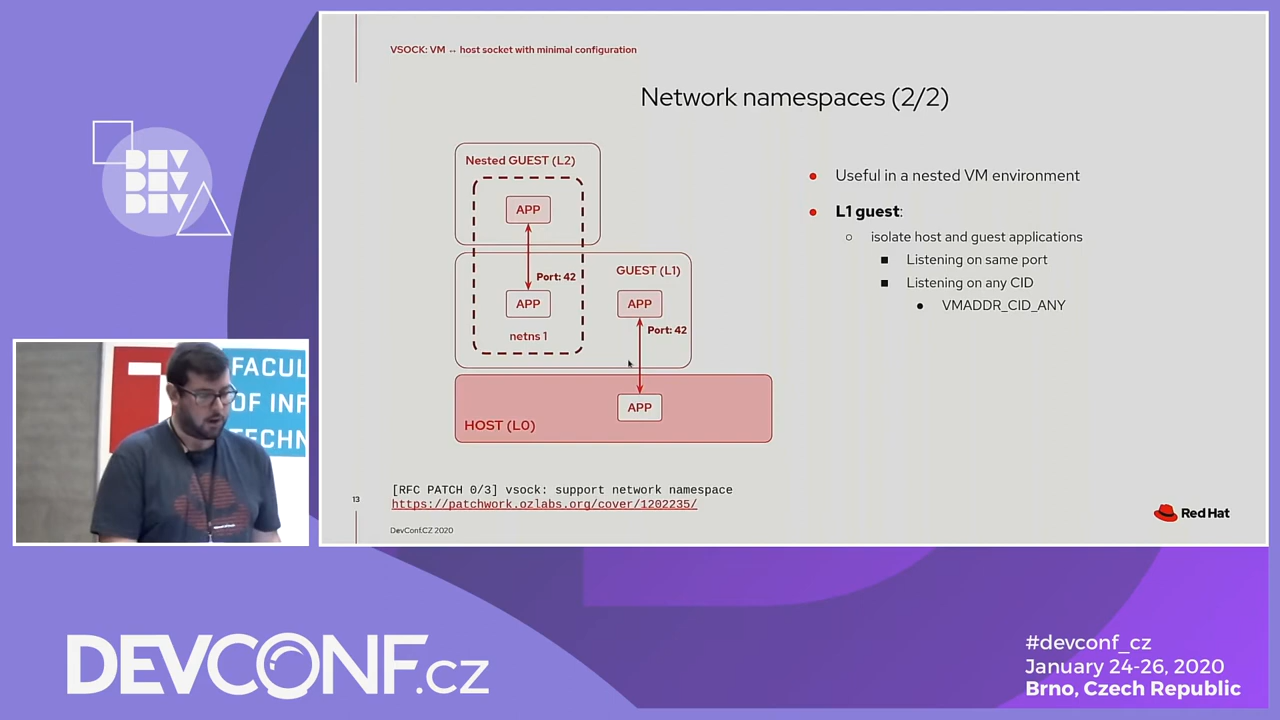 VSOCK: VM ↔ host socket with minimal configuration
Network namespaces (2/2)
DEV
DEV
DEV
Nested GUEST (L2)
APP
Port: 42
APP
netns 1
GUEST (L1)
APP
Port: 42
APP
HOST (L0)
Useful in a nested VM environment
L1 guest:
isolate host and guest applications
Listening on same port
Listening on any CID
VMADDR_CID_ANY
[RFC PATCH 0/3] vsock: support network namespace
https://patchwork.ozlabs.org/cover/1202235/
13
DevConf.CZ 2020
Red Hat
FACUL
OF INF
TECHN
DEVCONF.cz
#devconf_cz
January 24-26, 2020
Brno, Czech Republic